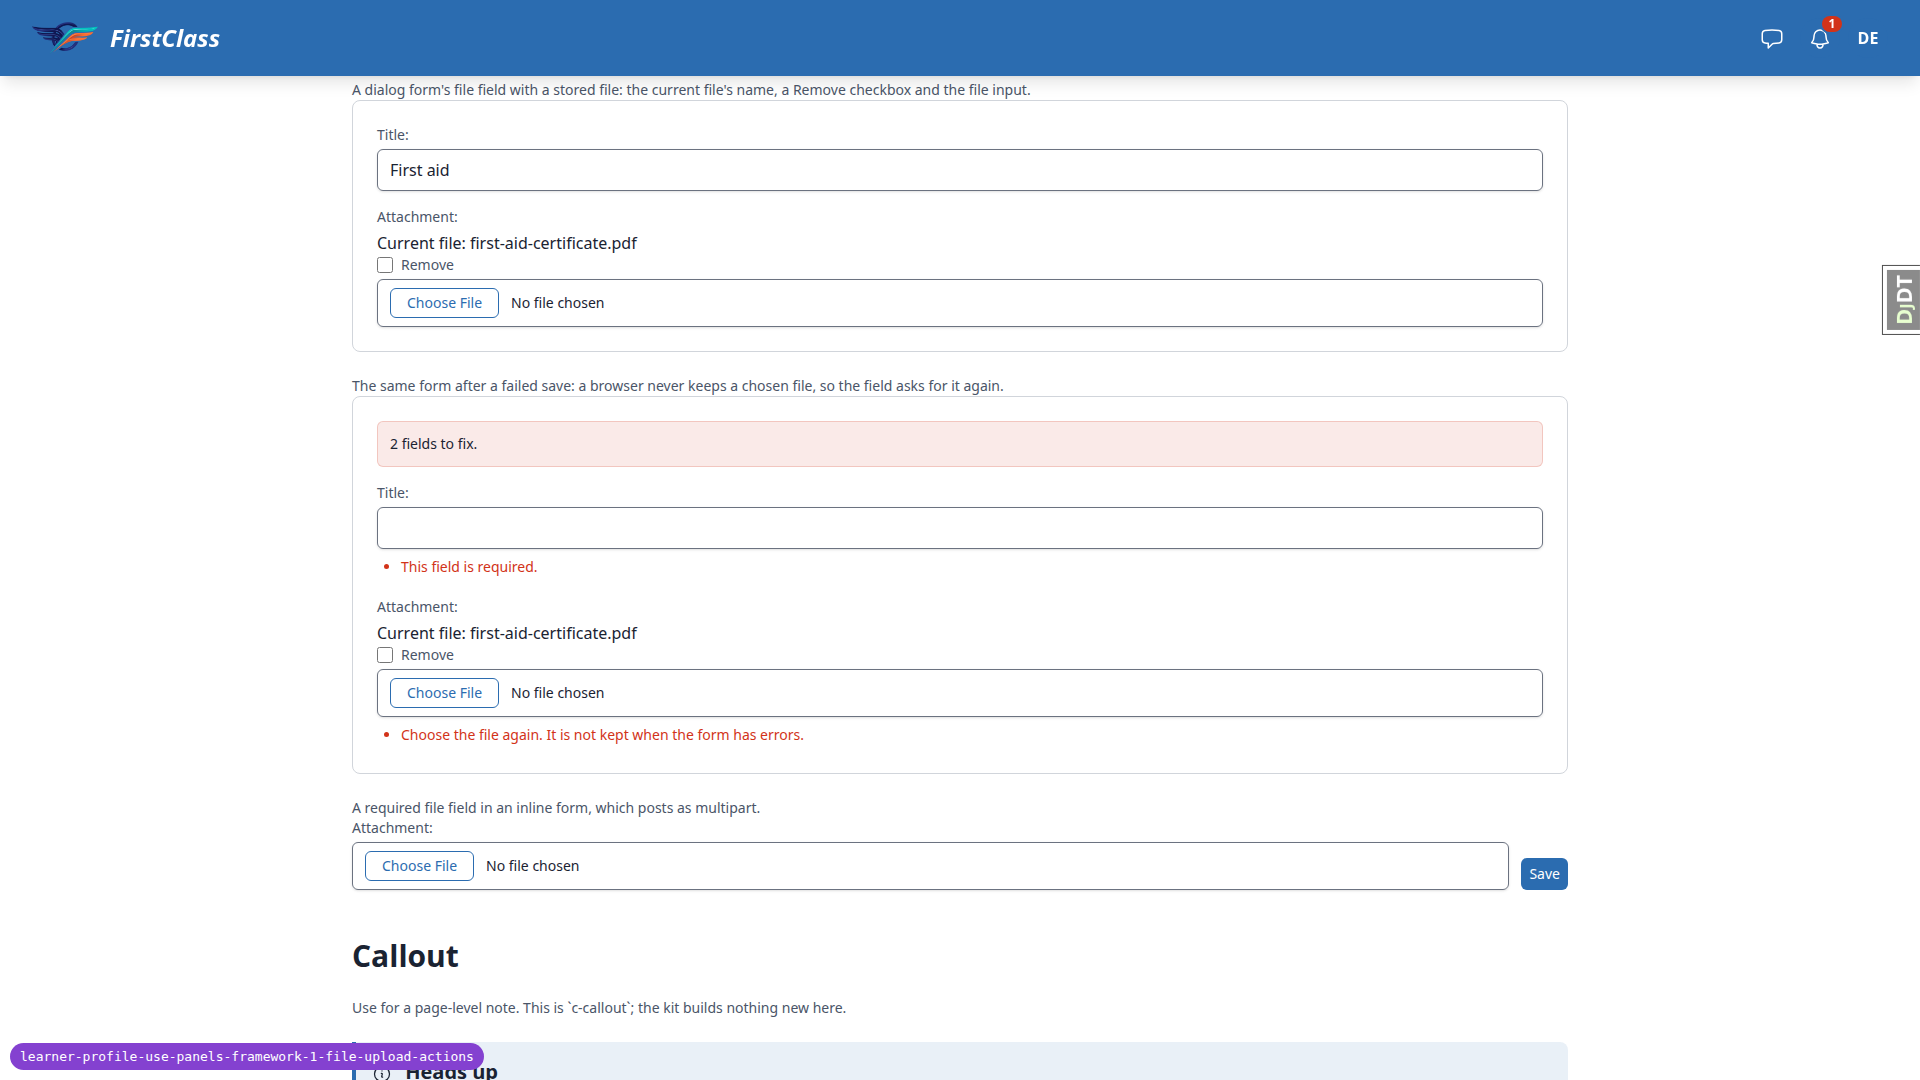 FirstClass
1
DE
A dialog form's file field with a stored file: the current file's name, a Remove checkbox and the file input.
Title:
First aid
Attachment:
Current file: first-aid-certificate.pdf
Remove
Choose File No file chosen
DjDT
The same form after a failed save: a browser never keeps a chosen file, so the field asks for it again.
2 fields to fix.
Title:
This field is required.
Attachment:
Current file: first-aid-certificate.pdf
Remove
Choose File No file chosen
Choose the file again. It is not kept when the form has errors.
A required file field in an inline form, which posts as multipart.
Attachment:
Choose File No file chosen
Save
Callout
Use for a page-level note. This is `c-callout`; the kit builds nothing new here.
learner-profile-use-panels-framework-1-file-upload-actions
Heads up